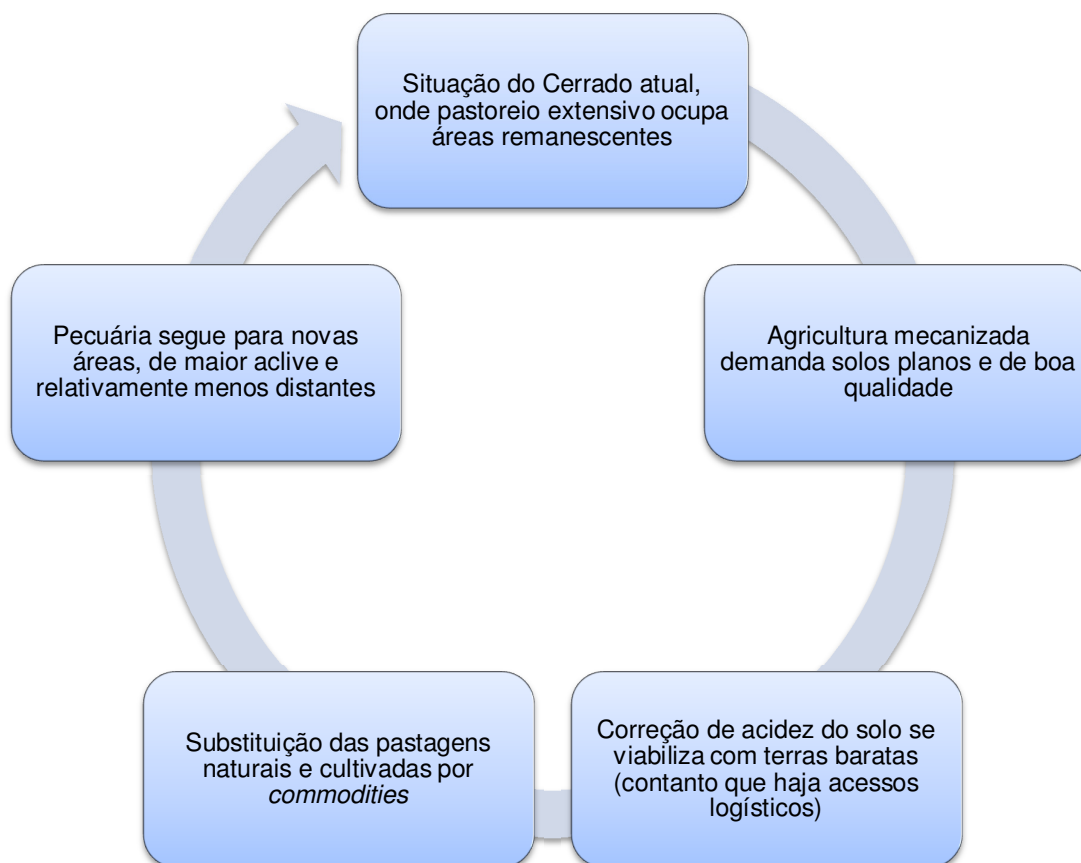 Situação do Cerrado atual,
onde pastoreio extensivo ocupa
áreas remanescentes
Agricultura mecanizada
demanda solos planos e de boa
qualidade
Correção de acidez do solo se
viabiliza com terras baratas
(contanto que haja acessos
logísticos)
Substituição das pastagens
naturais e cultivadas por
commodities
Pecuária segue para novas
áreas, de maior aclive e
relativamente menos distantes